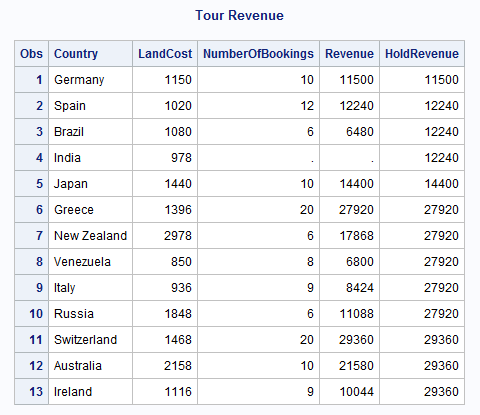 Tour Revenue
Obs Country LandCost NumberOfBookings Revenue HoldRevenue
1 Germany 1150 10 11500 11500
2 Spain 1020 12 12240 12240
3 Brazil 1080 6 6480 12240
4 India 978 . . 12240
5 Japan 1440 10 14400 14400
6 Greece 1396 20 27920 27920
7 New Zealand 2978 6 17868 27920
8 Venezuela 850 8 6800 27920
9 Italy 936 9 8424 27920
10 Russia 1848 6 11088 27920
11 Switzerland 1468 20 29360 29360
12 Australia 2158 10 21580 29360
13 Ireland 1116 9 10044 29360